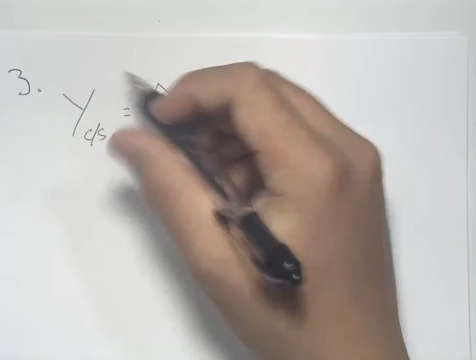 3. Y c/s =